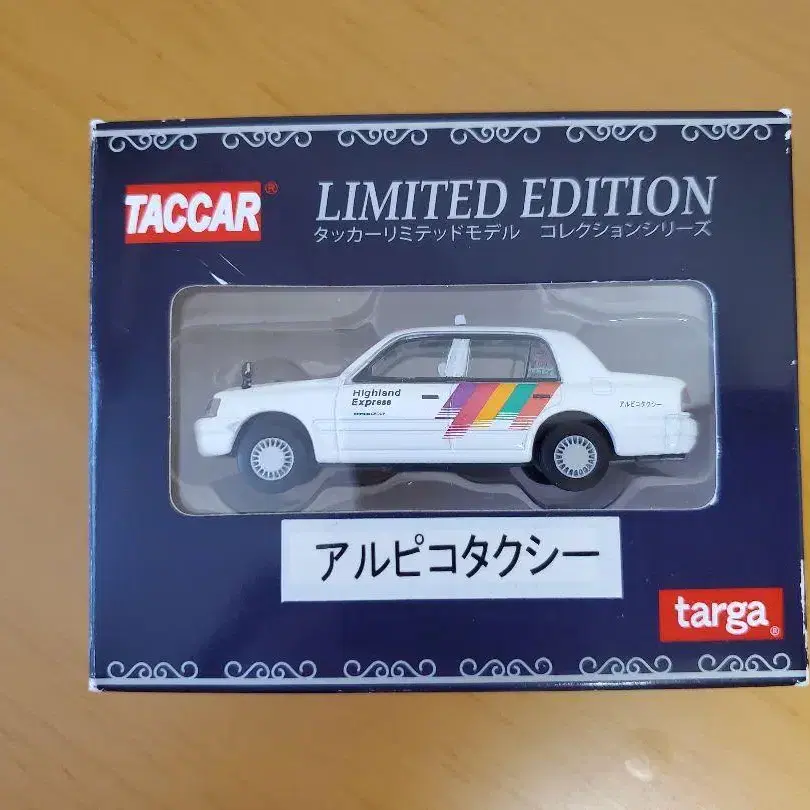 TACCAR®
LIMITED EDITION
タッカーリミテッドモデル コレクションシリーズ
Highland
Express
アルピコタクシー
アルピコタクシー
targa®